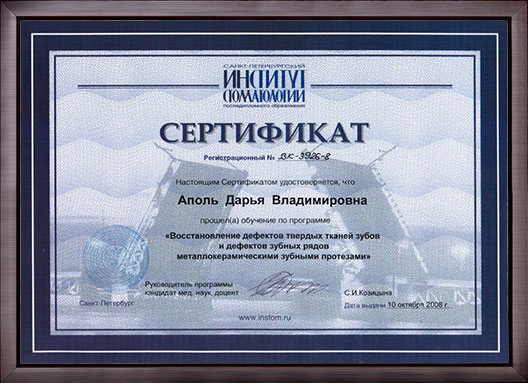 САНКТ-ПЕТЕРБУРГСКИЙ
ИНСТИТУТ
СТОМАТОЛОГИИ
последипломного образования
СЕРТИФИКАТ
Регистрационный № ВК-3926-8
Настоящим Сертификатом удостоверяется, что
Аполь Дарья Владимировна
прошел(а) обучение по программе
«Восстановление дефектов твердых тканей зубов
и дефектов зубных рядов
металлокерамическими зубными протезами»
Руководитель программы
кандидат мед. наук, доцент
С.И.Козицына
Санкт-Петербург
Дата выдачи 10 октября 2008 г.
www.instom.ru